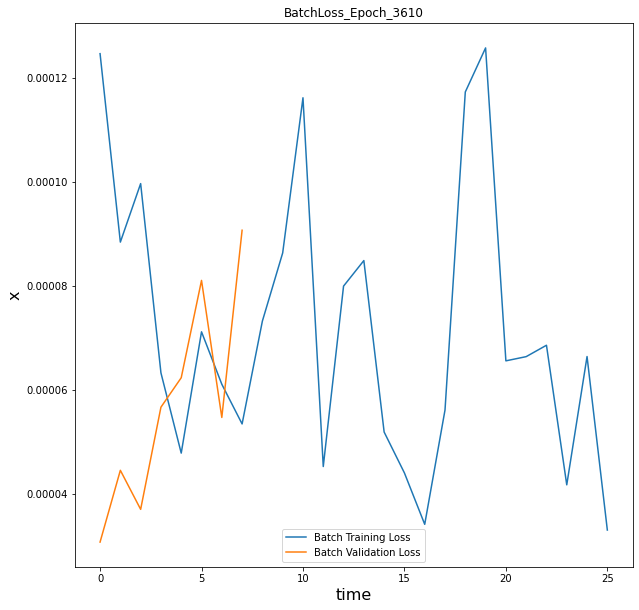 BatchLoss_Epoch_3610
0.00012
0.00010
0.00008
0.00006
0.00004
x
0 5 10 15 20 25
time
Batch Training Loss
Batch Validation Loss